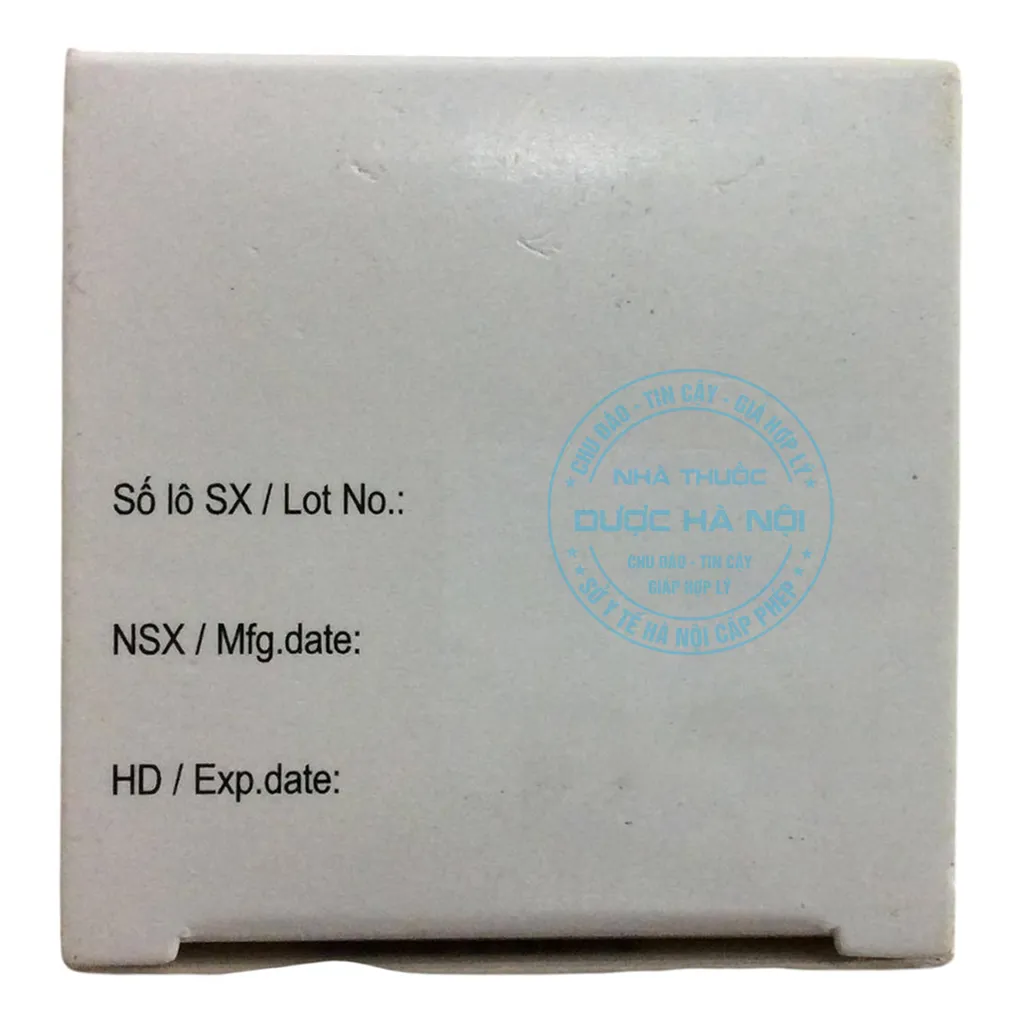 Số lô SX / Lot No.:
NSX / Mfg.date:
HD / Exp.date:
CHU ĐÁO - TIN CẬY - GIÁ HỢP LÝ
NHÀ THUỐC
DƯỢC HÀ NỘI
CHU ĐÁO - TIN CẬY
GIÁP HỢP LÝ
SỞ Y TẾ HÀ NỘI CẤP PHÉP